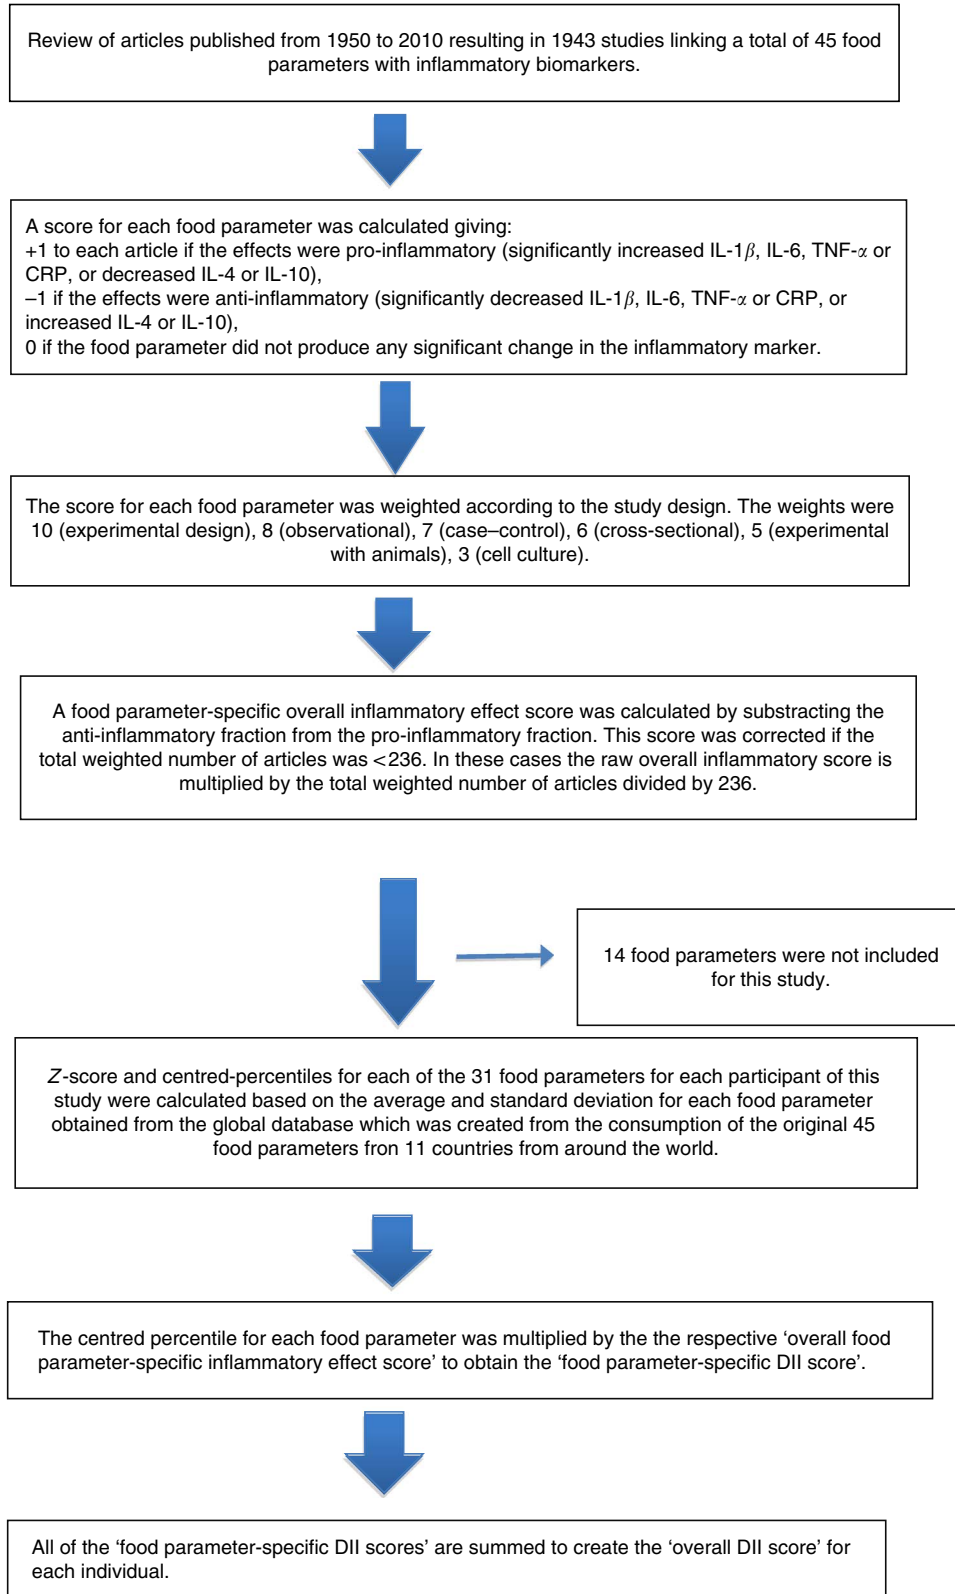 Review of articles published from 1950 to 2010 resulting in 1943 studies linking a total of 45 food
parameters with inflammatory biomarkers.
A score for each food parameter was calculated giving:
+1 to each article if the effects were pro-inflammatory (significantly increased IL-1β, IL-6, TNF-α or
CRP, or decreased IL-4 or IL-10),
–1 if the effects were anti-inflammatory (significantly decreased IL-1β, IL-6, TNF-α or CRP, or
increased IL-4 or IL-10),
0 if the food parameter did not produce any significant change in the inflammatory marker.
The score for each food parameter was weighted according to the study design. The weights were
10 (experimental design), 8 (observational), 7 (case–control), 6 (cross-sectional), 5 (experimental
with animals), 3 (cell culture).
A food parameter-specific overall inflammatory effect score was calculated by substracting the
anti-inflammatory fraction from the pro-inflammatory fraction. This score was corrected if the
total weighted number of articles was <236. In these cases the raw overall inflammatory score is
multiplied by the total weighted number of articles divided by 236.
14 food parameters were not included
for this study.
Z-score and centred-percentiles for each of the 31 food parameters for each participant of this
study were calculated based on the average and standard deviation for each food parameter
obtained from the global database which was created from the consumption of the original 45
food parameters fron 11 countries from around the world.
The centred percentile for each food parameter was multiplied by the the respective ‘overall food
parameter-specific inflammatory effect score’ to obtain the ‘food parameter-specific DII score’.
All of the ‘food parameter-specific DII scores’ are summed to create the ‘overall DII score’ for
each individual.